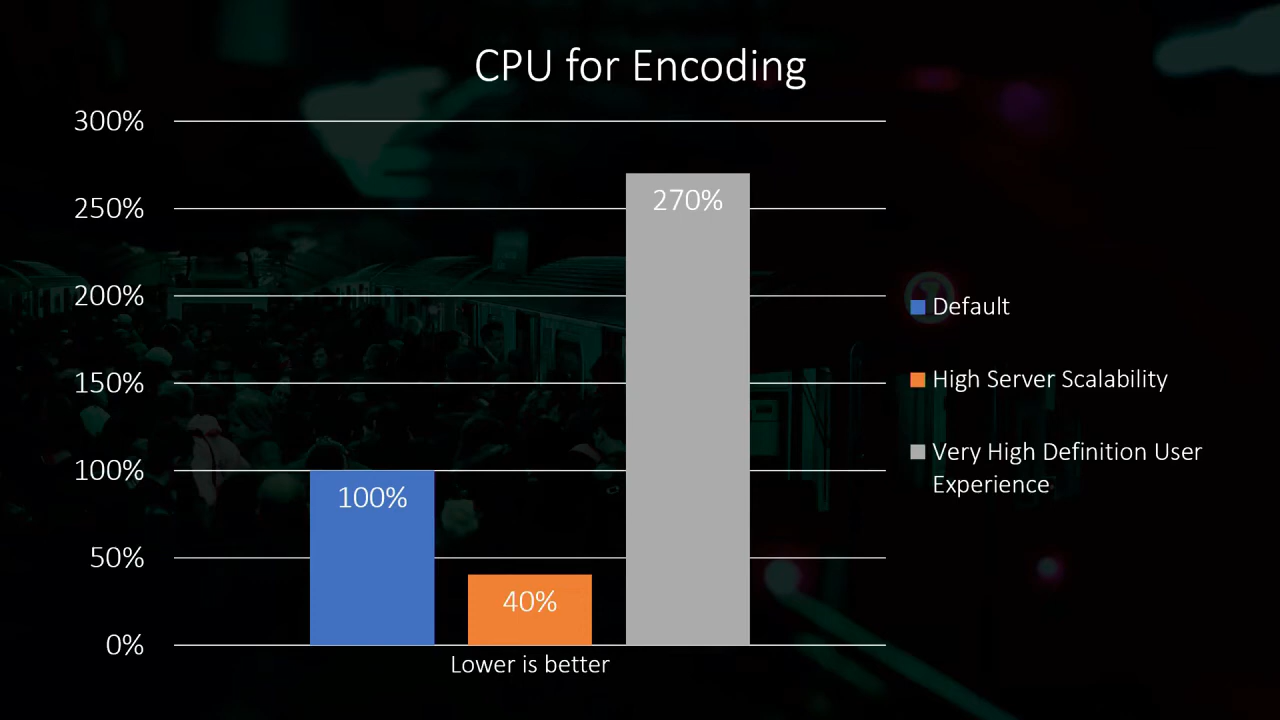 CPU for Encoding
300%
250%
200%
150%
100%
50%
0%
100%
40%
270%
Lower is better
Default
High Server Scalability
Very High Definition User
Experience